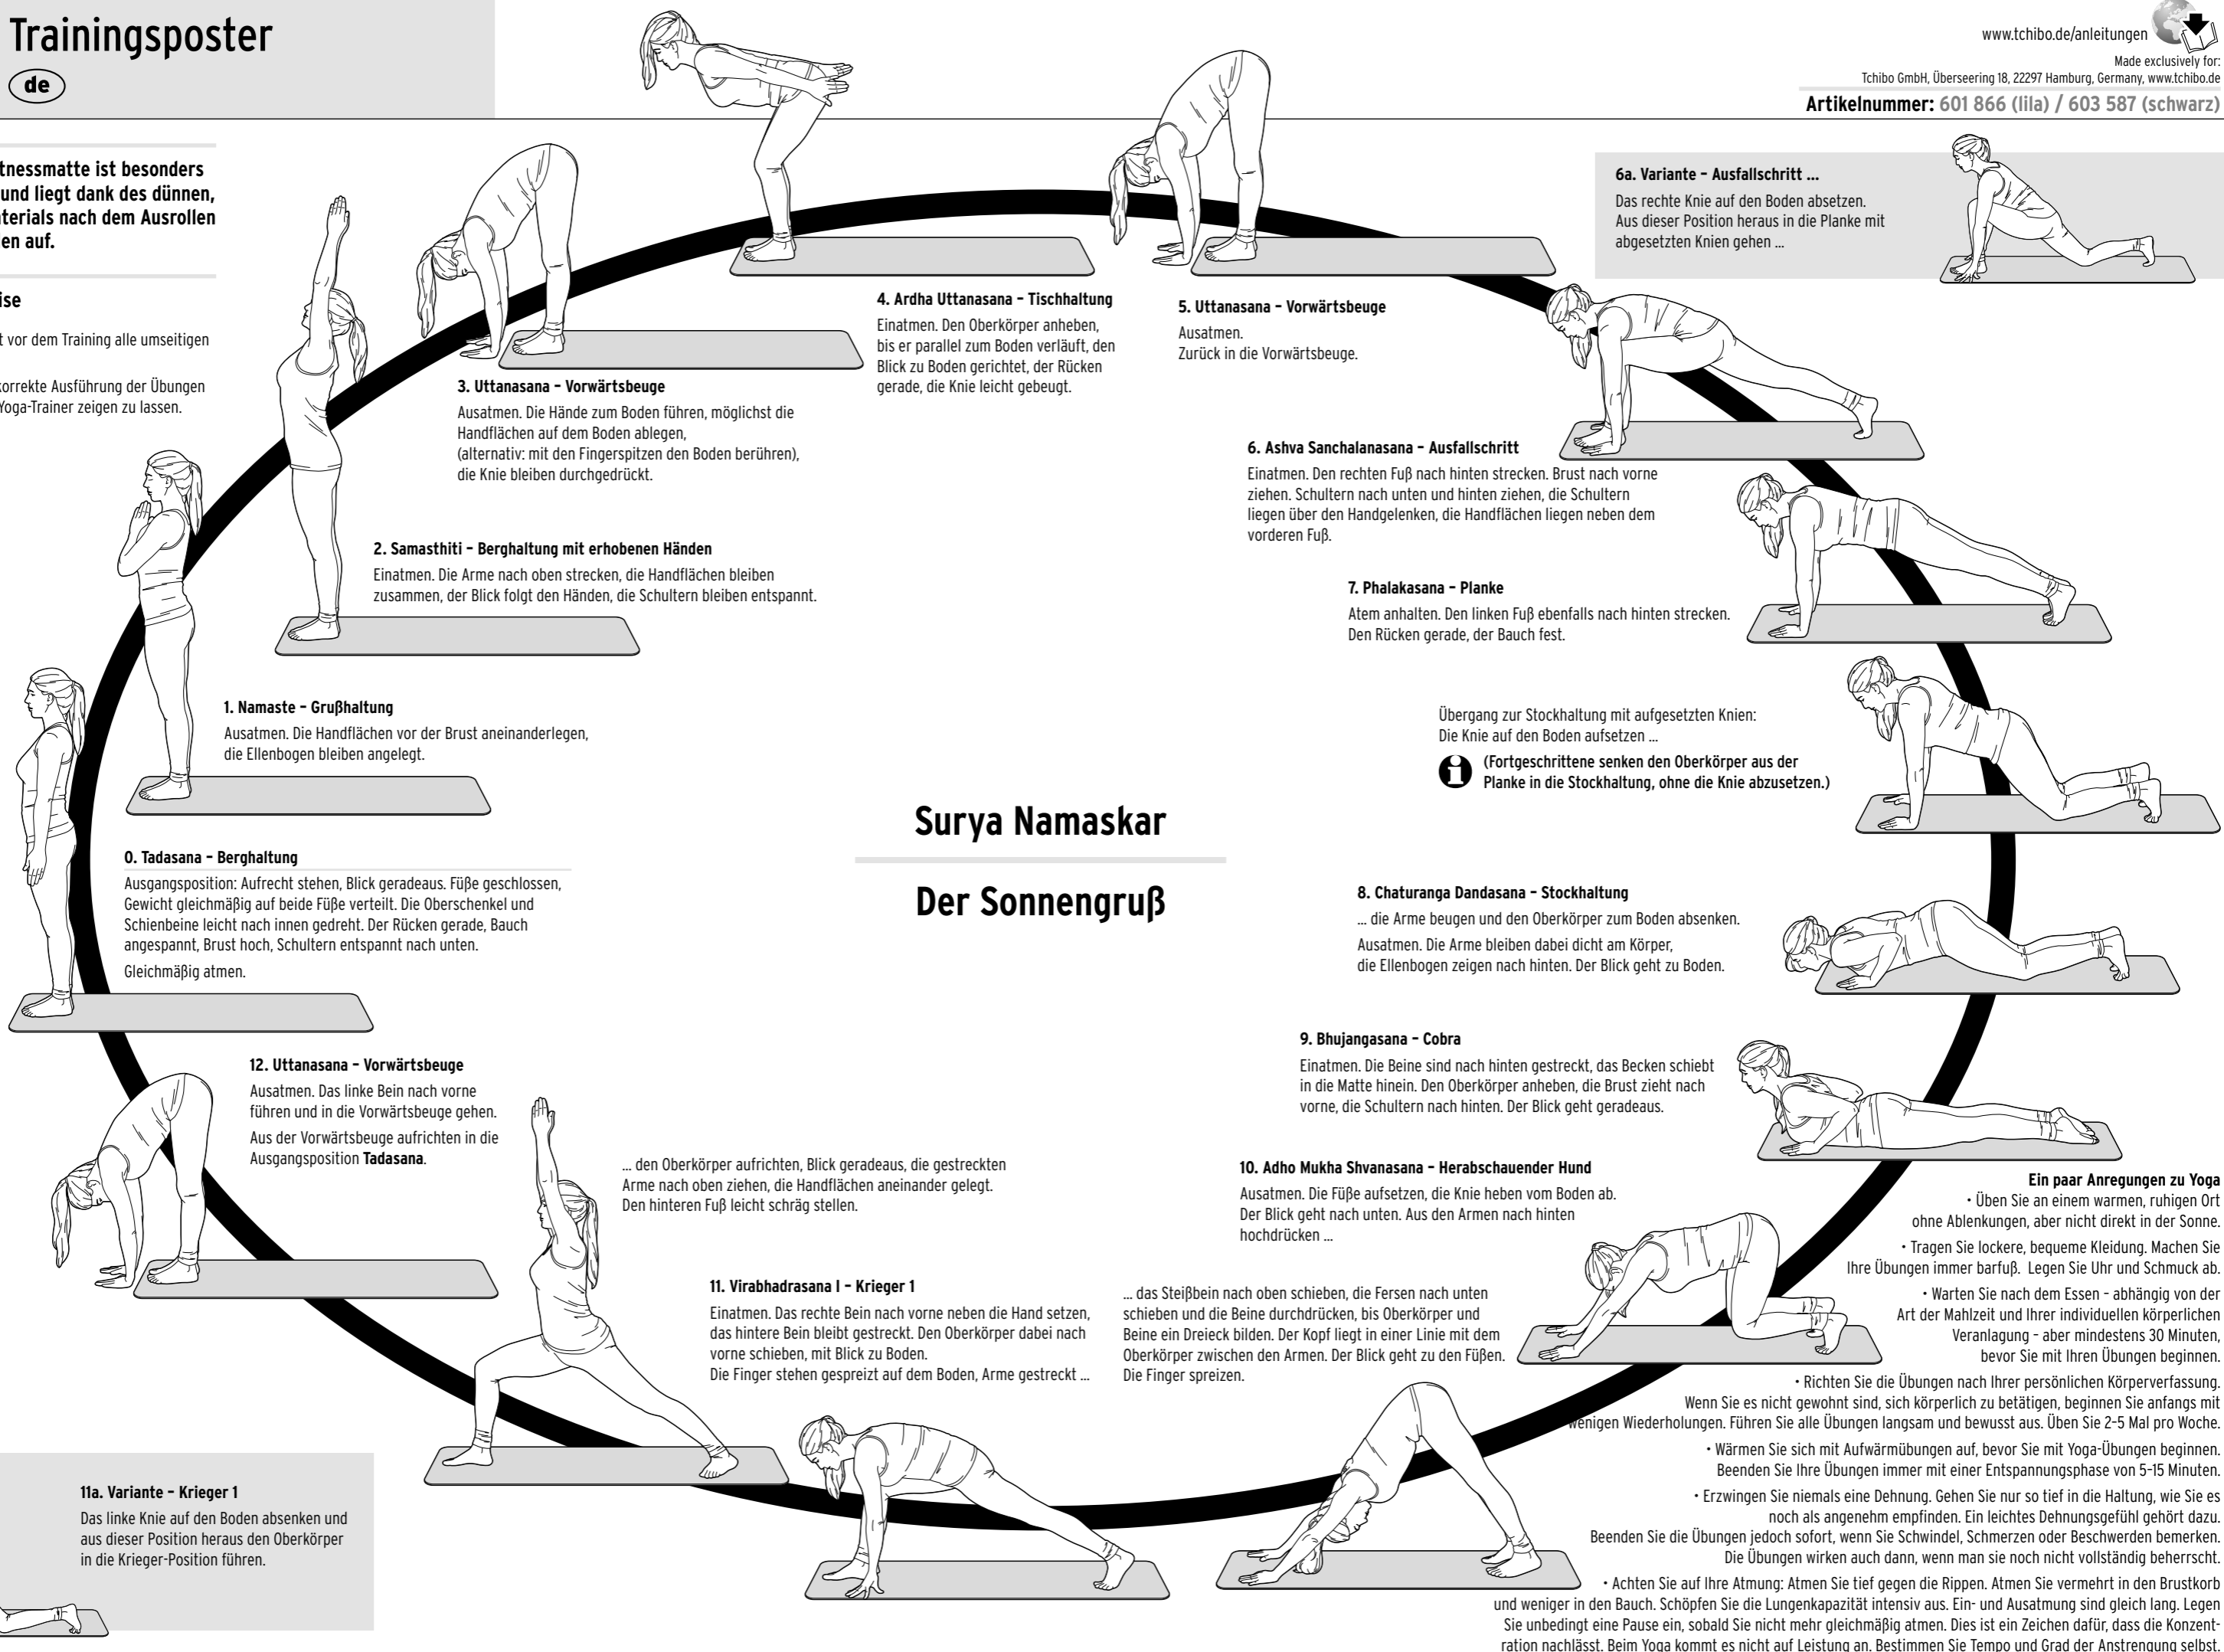 Trainingsposter
de
www.tchibo.de/anleitungen
Made exclusively for:
Tchibo GmbH, Überseering 18, 22297 Hamburg, Germany, www.tchibo.de
Artikelnummer: 601 866 (lila) / 603 587 (schwarz)
tnessmatte ist besonders
und liegt dank des dünnen,
terials nach dem Ausrollen
en auf.
ise
t vor dem Training alle umseitigen
korrekte Ausführung der Übungen
Yoga-Trainer zeigen zu lassen.
6a. Variante – Ausfallschritt ...
Das rechte Knie auf den Boden absetzen.
Aus dieser Position heraus in die Planke mit
abgesetzten Knien gehen ...
4. Ardha Uttanasana – Tischhaltung
Einatmen. Den Oberkörper anheben,
bis er parallel zum Boden verläuft, den
Blick zu Boden gerichtet, der Rücken
gerade, die Knie leicht gebeugt.
5. Uttanasana – Vorwärtsbeuge
Ausatmen.
Zurück in die Vorwärtsbeuge.
3. Uttanasana – Vorwärtsbeuge
Ausatmen. Die Hände zum Boden führen, möglichst die
Handflächen auf dem Boden ablegen,
(alternativ: mit den Fingerspitzen den Boden berühren),
die Knie bleiben durchgedrückt.
6. Ashva Sanchalanasana – Ausfallschritt
Einatmen. Den rechten Fuß nach hinten strecken. Brust nach vorne
ziehen. Schultern nach unten und hinten ziehen, die Schultern
liegen über den Handgelenken, die Handflächen liegen neben dem
vorderen Fuß.
2. Samasthiti – Berghaltung mit erhobenen Händen
Einatmen. Die Arme nach oben strecken, die Handflächen bleiben
zusammen, der Blick folgt den Händen, die Schultern bleiben entspannt.
7. Phalakasana – Planke
Atem anhalten. Den linken Fuß ebenfalls nach hinten strecken.
Den Rücken gerade, der Bauch fest.
1. Namaste – Grußhaltung
Ausatmen. Die Handflächen vor der Brust aneinanderlegen,
die Ellenbogen bleiben angelegt.
Übergang zur Stockhaltung mit aufgesetzten Knien:
Die Knie auf den Boden aufsetzen ...
i
(Fortgeschrittene senken den Oberkörper aus der
Planke in die Stockhaltung, ohne die Knie abzusetzen.)
Surya Namaskar
Der Sonnengruß
0. Tadasana – Berghaltung
Ausgangsposition: Aufrecht stehen, Blick geradeaus. Füße geschlossen,
Gewicht gleichmäßig auf beide Füße verteilt. Die Oberschenkel und
Schienbeine leicht nach innen gedreht. Der Rücken gerade, Bauch
angespannt, Brust hoch, Schultern entspannt nach unten.
Gleichmäßig atmen.
8. Chaturanga Dandasana – Stockhaltung
... die Arme beugen und den Oberkörper zum Boden absenken.
Ausatmen. Die Arme bleiben dabei dicht am Körper,
die Ellenbogen zeigen nach hinten. Der Blick geht zu Boden.
9. Bhujangasana – Cobra
Einatmen. Die Beine sind nach hinten gestreckt, das Becken schiebt
in die Matte hinein. Den Oberkörper anheben, die Brust zieht nach
vorne, die Schultern nach hinten. Der Blick geht geradeaus.
12. Uttanasana – Vorwärtsbeuge
Ausatmen. Das linke Bein nach vorne
führen und in die Vorwärtsbeuge gehen.
Aus der Vorwärtsbeuge aufrichten in die
Ausgangsposition Tadasana.
... den Oberkörper aufrichten, Blick geradeaus, die gestreckten
Arme nach oben ziehen, die Handflächen aneinander gelegt.
Den hinteren Fuß leicht schräg stellen.
10. Adho Mukha Shvanasana – Herabschauender Hund
Ausatmen. Die Füße aufsetzen, die Knie heben vom Boden ab.
Der Blick geht nach unten. Aus den Armen nach hinten
hochdrücken ...
11. Virabhadrasana I – Krieger 1
Einatmen. Das rechte Bein nach vorne neben die Hand setzen,
das hintere Bein bleibt gestreckt. Den Oberkörper dabei nach
vorne schieben, mit Blick zu Boden.
Die Finger stehen gespreizt auf dem Boden, Arme gestreckt ...
... das Steißbein nach oben schieben, die Fersen nach unten
schieben und die Beine durchdrücken, bis Oberkörper und
Beine ein Dreieck bilden. Der Kopf liegt in einer Linie mit dem
Oberkörper zwischen den Armen. Der Blick geht zu den Füßen.
Die Finger spreizen.
11a. Variante – Krieger 1
Das linke Knie auf den Boden absenken und
aus dieser Position heraus den Oberkörper
in die Krieger-Position führen.
Ein paar Anregungen zu Yoga
• Üben Sie an einem warmen, ruhigen Ort
ohne Ablenkungen, aber nicht direkt in der Sonne.
• Tragen Sie lockere, bequeme Kleidung. Machen Sie
Ihre Übungen immer barfuß. Legen Sie Uhr und Schmuck ab.
• Warten Sie nach dem Essen - abhängig von der
Art der Mahlzeit und Ihrer individuellen körperlichen
Veranlagung - aber mindestens 30 Minuten,
bevor Sie mit Ihren Übungen beginnen.
• Richten Sie die Übungen nach Ihrer persönlichen Körperverfassung.
Wenn Sie es nicht gewohnt sind, sich körperlich zu betätigen, beginnen Sie anfangs mit
wenigen Wiederholungen. Führen Sie alle Übungen langsam und bewusst aus. Üben Sie 2-5 Mal pro Woche.
• Wärmen Sie sich mit Aufwärmübungen auf, bevor Sie mit Yoga-Übungen beginnen.
Beenden Sie Ihre Übungen immer mit einer Entspannungsphase von 5-15 Minuten.
• Erzwingen Sie niemals eine Dehnung. Gehen Sie nur so tief in die Haltung, wie Sie es
noch als angenehm empfinden. Ein leichtes Dehnungsgefühl gehört dazu.
Beenden Sie die Übungen jedoch sofort, wenn Sie Schwindel, Schmerzen oder Beschwerden bemerken.
Die Übungen wirken auch dann, wenn man sie noch nicht vollständig beherrscht.
• Achten Sie auf Ihre Atmung: Atmen Sie tief gegen die Rippen. Atmen Sie vermehrt in den Brustkorb
und weniger in den Bauch. Schöpfen Sie die Lungenkapazität intensiv aus. Ein- und Ausatmung sind gleich lang. Legen
Sie unbedingt eine Pause ein, sobald Sie nicht mehr gleichmäßig atmen. Dies ist ein Zeichen dafür, dass die Konzent-
ration nachlässt. Beim Yoga kommt es nicht auf Leistung an. Bestimmen Sie Tempo und Grad der Anstrengung selbst.